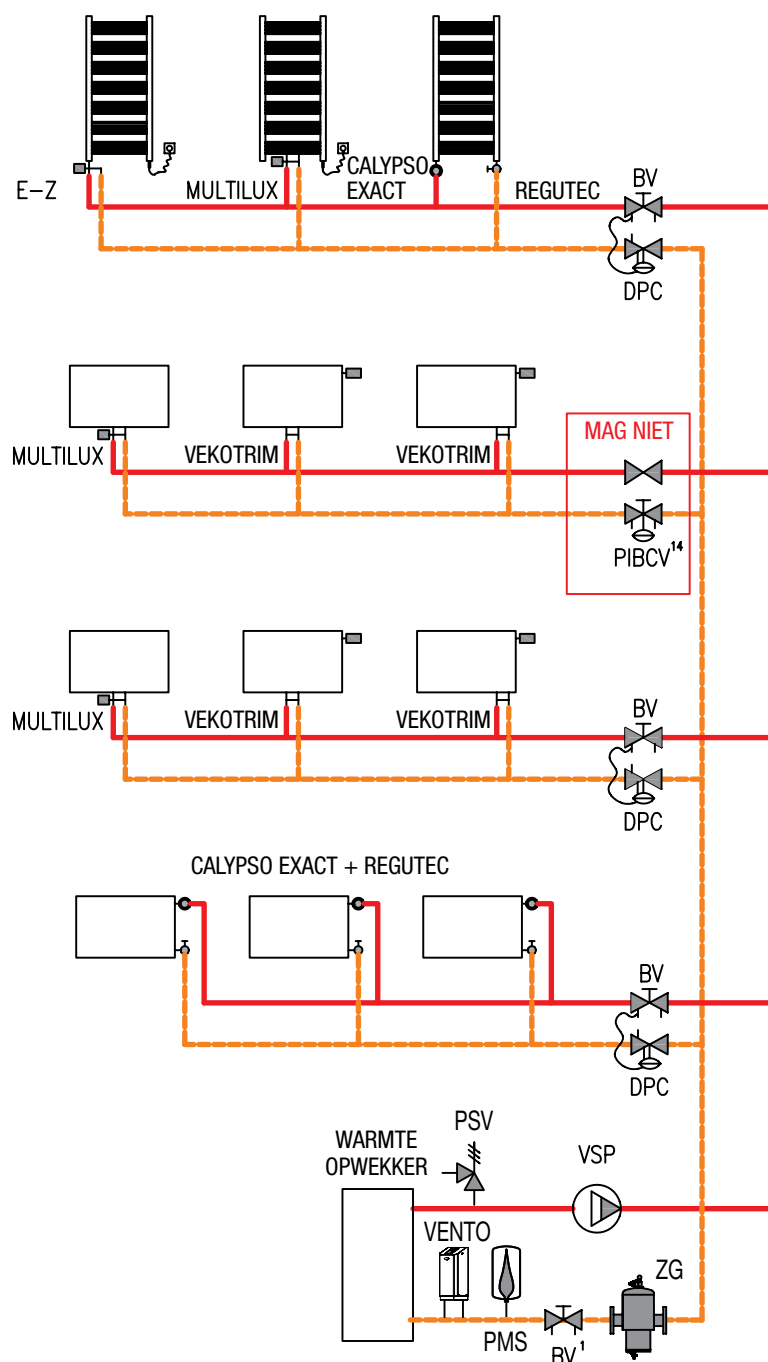 CALYPSO
EXACT
E-Z
MULTILUX
REGUTEC
BV
DPC
MAG NIET
MULTILUX
VEKOTRIM
VEKOTRIM
PIBCV¹⁴
BV
MULTILUX
VEKOTRIM
VEKOTRIM
DPC
CALYPSO EXACT + REGUTEC
BV
DPC
PSV
WARMTE
OPWEKKER
VSP
VENTO
ZG
PMS
BV¹